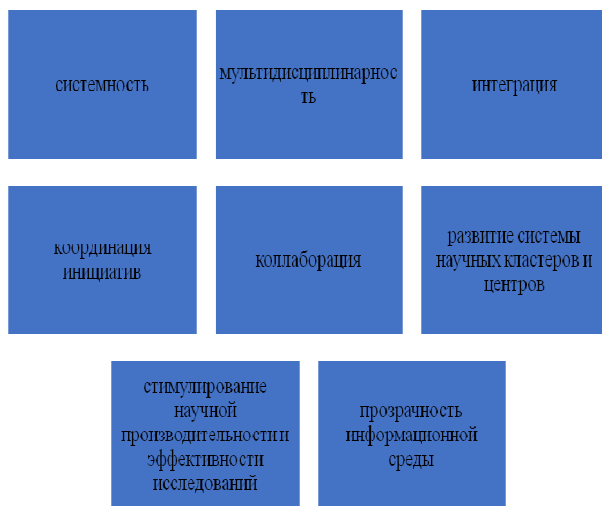 системность
мультидисциплинарнос
ть
интеграция
координация
инициатив
коллаборация
развитие системы
научных кластеров и
центров
стимулирование
научной
производительности и
эффективности
исследований
прозрачность
информационной
среды